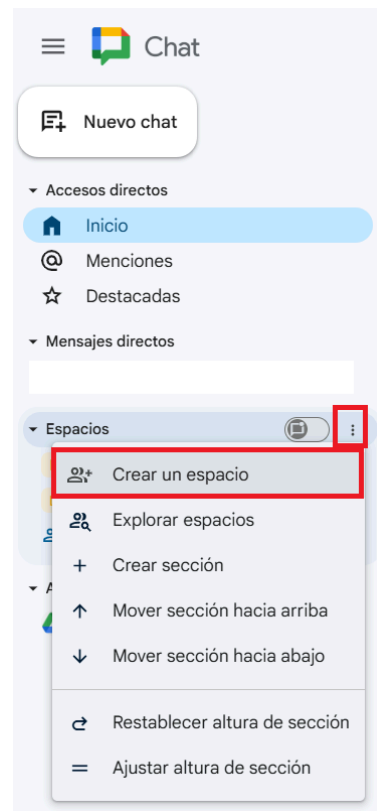 Chat
Nuevo chat
Accesos directos
Inicio
Menciones
Destacadas
Mensajes directos
Espacios
Crear un espacio
Explorar espacios
Crear sección
A
Mover sección hacia arriba
Mover sección hacia abajo
Restablecer altura de sección
Ajustar altura de sección